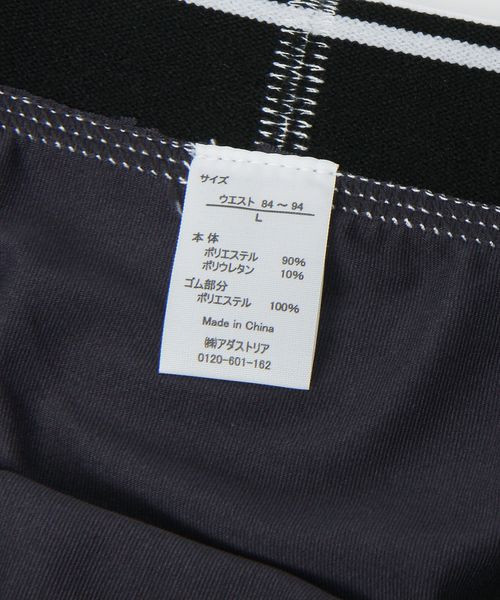 サイズ
ウエスト 84～94
L
本体
ポリエステル 90%
ポリウレタン 10%
ゴム部分
ポリエステル 100%
Made in China
㈱アダストリア
0120-601-162